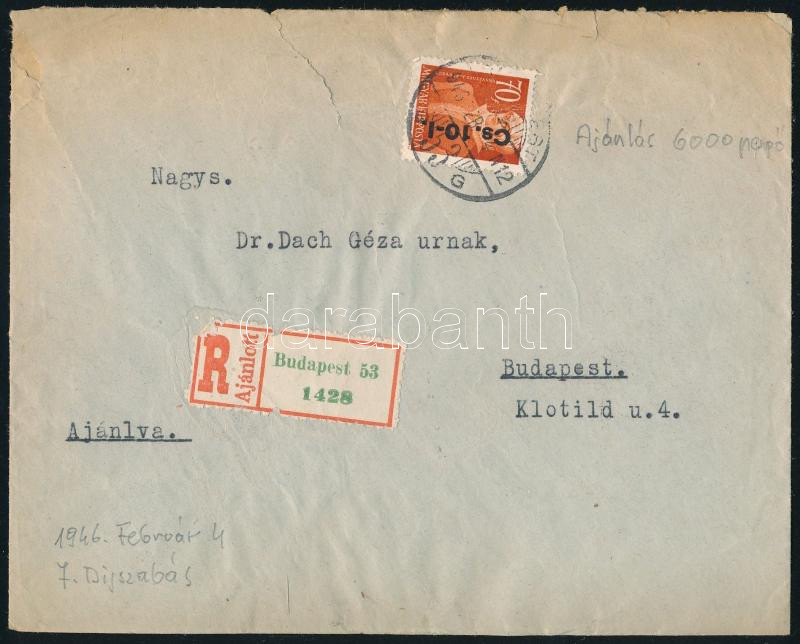 70f
MAGYAR KIR. POSTA
Cs.10-I
G
Ajánlás 6000 pengő
Nagys.
Dr.Dach Géza urnak,
darabanth
R
Ajánlott
Budapest 53
1428
Budapest.
Klotild u.4.
Ajánlva.
1946. Február 4
7. Díjszabás